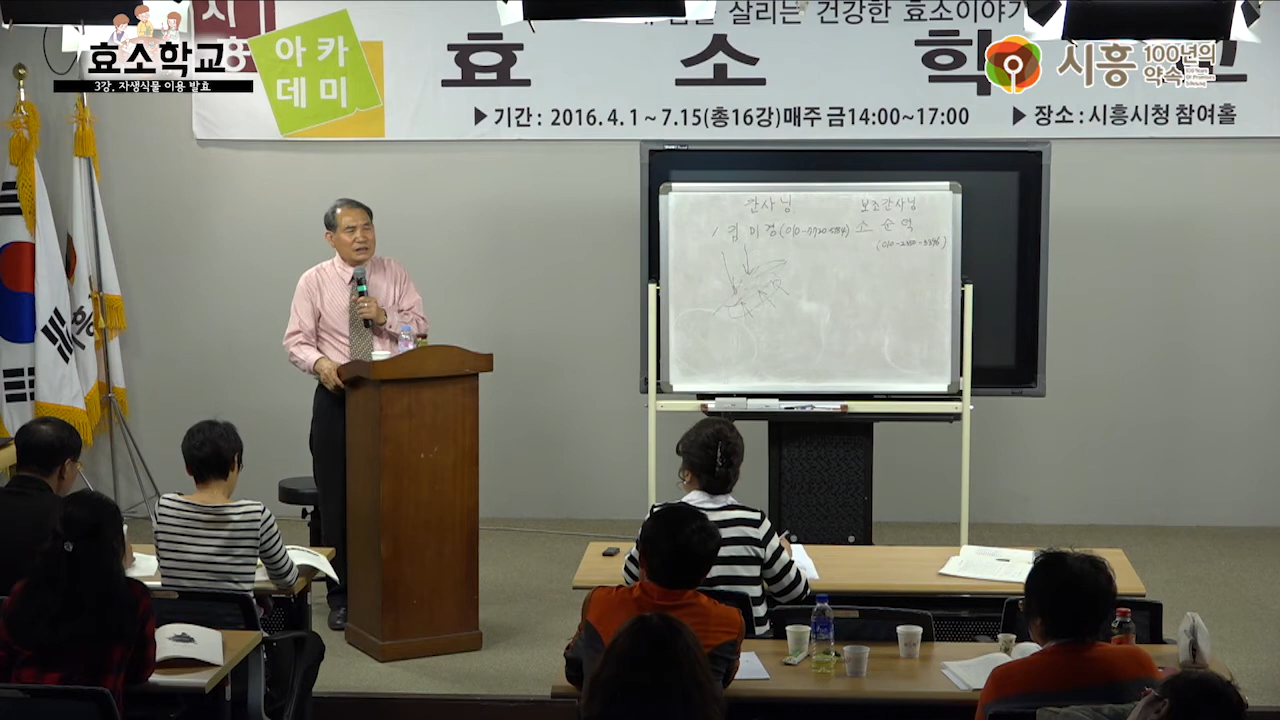 살리는 건강한 효소이야기
효소학교
3강. 자생식물 이용 발효
아카
데미
효 소 학 교
시흥
100년의
약속
▶기간 : 2016. 4. 1 ~ 7.15(총16강)매주 금14:00~17:00
▶장소 : 시흥시청 참여홀
간사님
보조간사님
김미경
소순덕